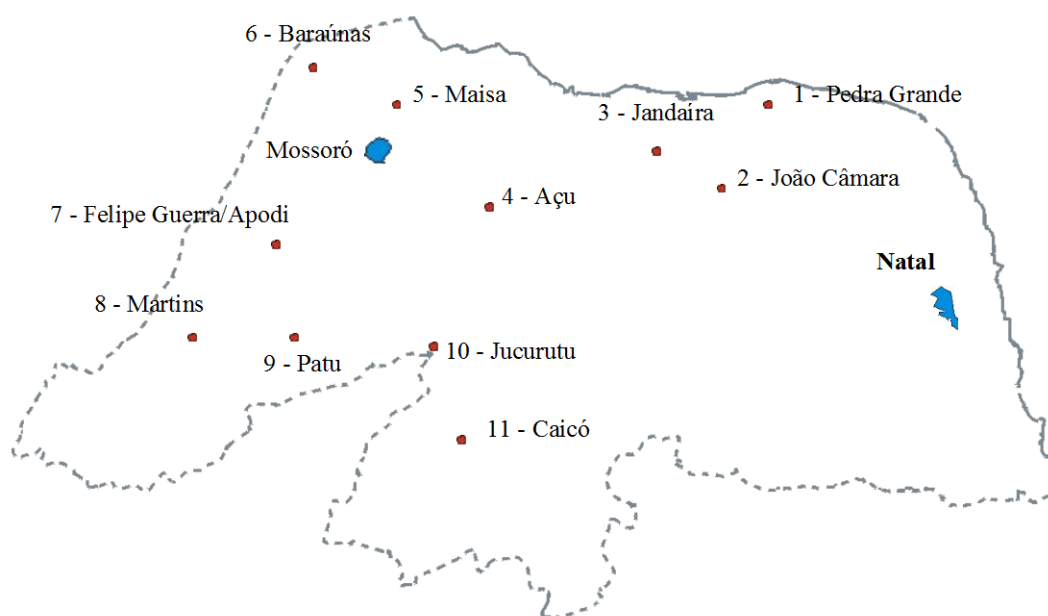 6 - Baraúnas
5 - Maisa
1 - Pedra Grande
3 - Jandaíra
Mossoró
2 - João Câmara
4 - Açu
7 - Felipe Guerra/Apodi
Natal
8 - Martins
9 - Patu
10 - Jucurutu
11 - Caicó